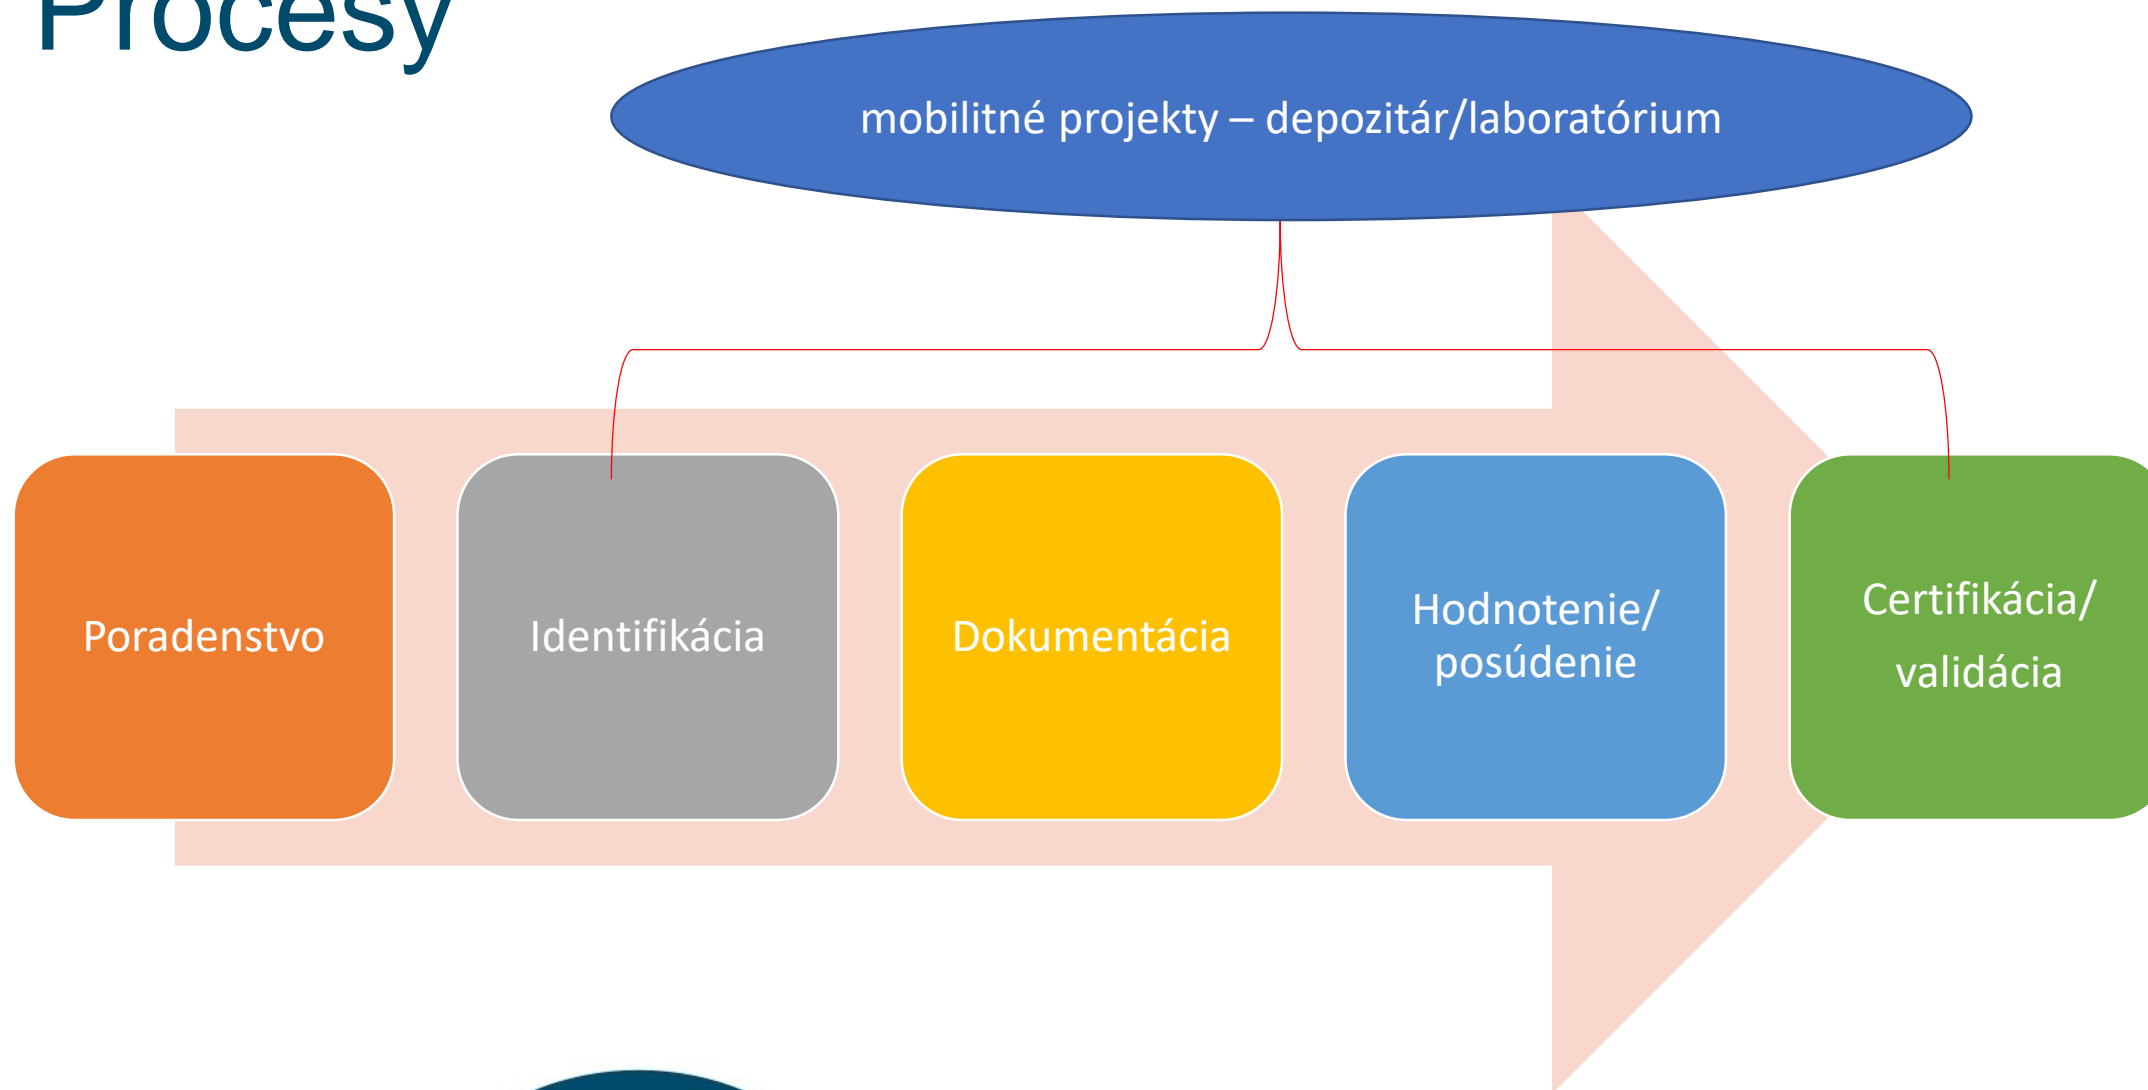 Procesy
mobilitné projekty – depozitár/laboratórium
Poradenstvo
Identifikácia
Dokumentácia
Hodnotenie/
posúdenie
Certifikácia/
validácia